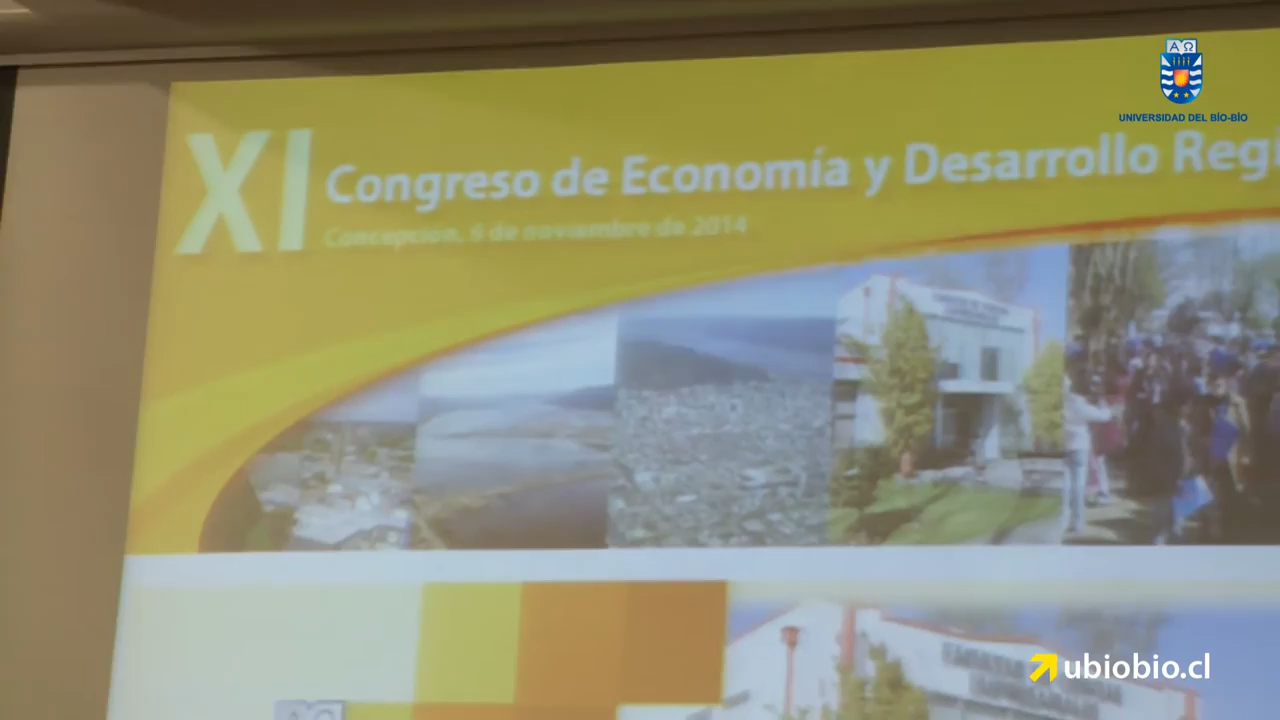 ΑΩ
UNIVERSIDAD DEL BÍO-BÍO
XI Congreso de Economía y Desarrollo Reg
Concepción, 6 de noviembre de 2014
ΑΩ
ubiobio.cl